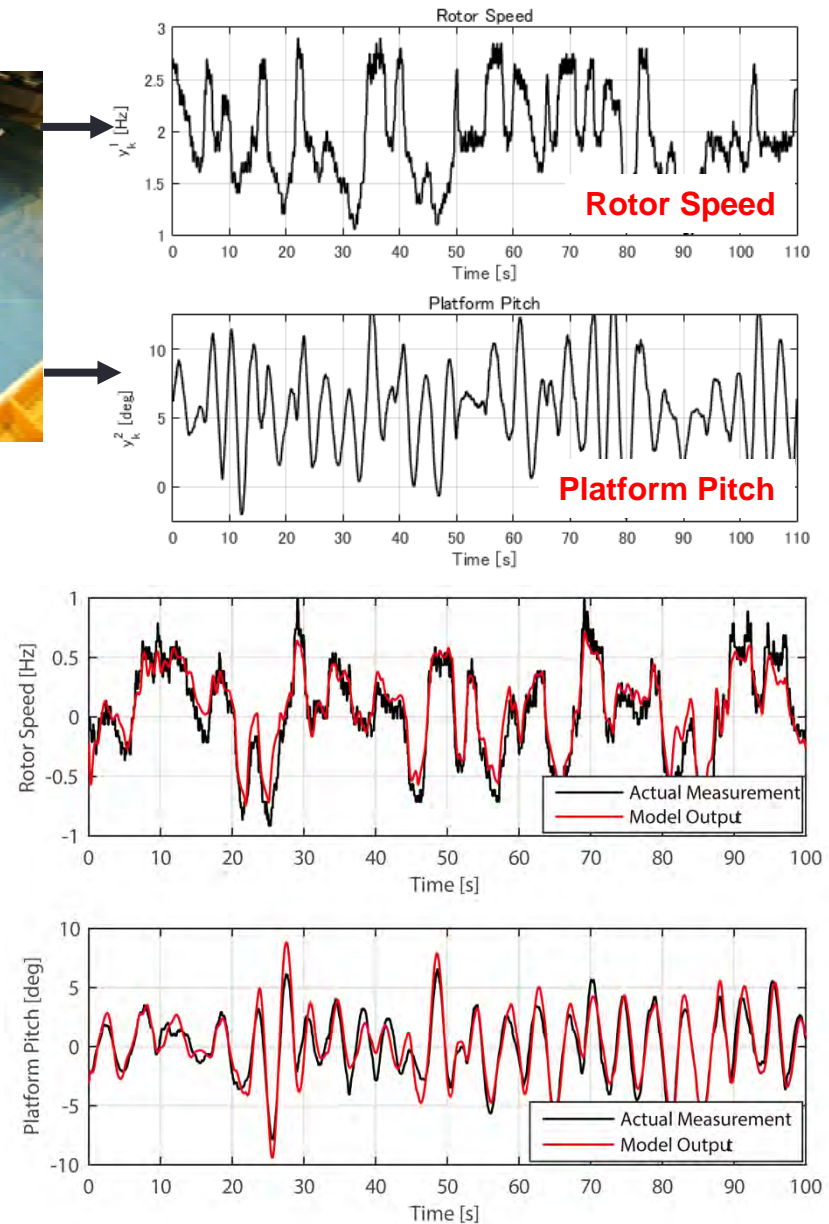 Rotor Speed
3
2.5
2
1.5
1
y_k^1 [Hz]
Rotor Speed
0 10 20 30 40 50 60 70 80 90 100 110
Time [s]
Platform Pitch
10
5
0
y_k^2 [deg]
Platform Pitch
0 10 20 30 40 50 60 70 80 90 100 110
Time [s]
1
0.5
0
-0.5
-1
Rotor Speed [Hz]
Actual Measurement
Model Output
0 10 20 30 40 50 60 70 80 90 100
Time [s]
10
5
0
-5
-10
Platform Pitch [deg]
Actual Measurement
Model Output
0 10 20 30 40 50 60 70 80 90 100
Time [s]